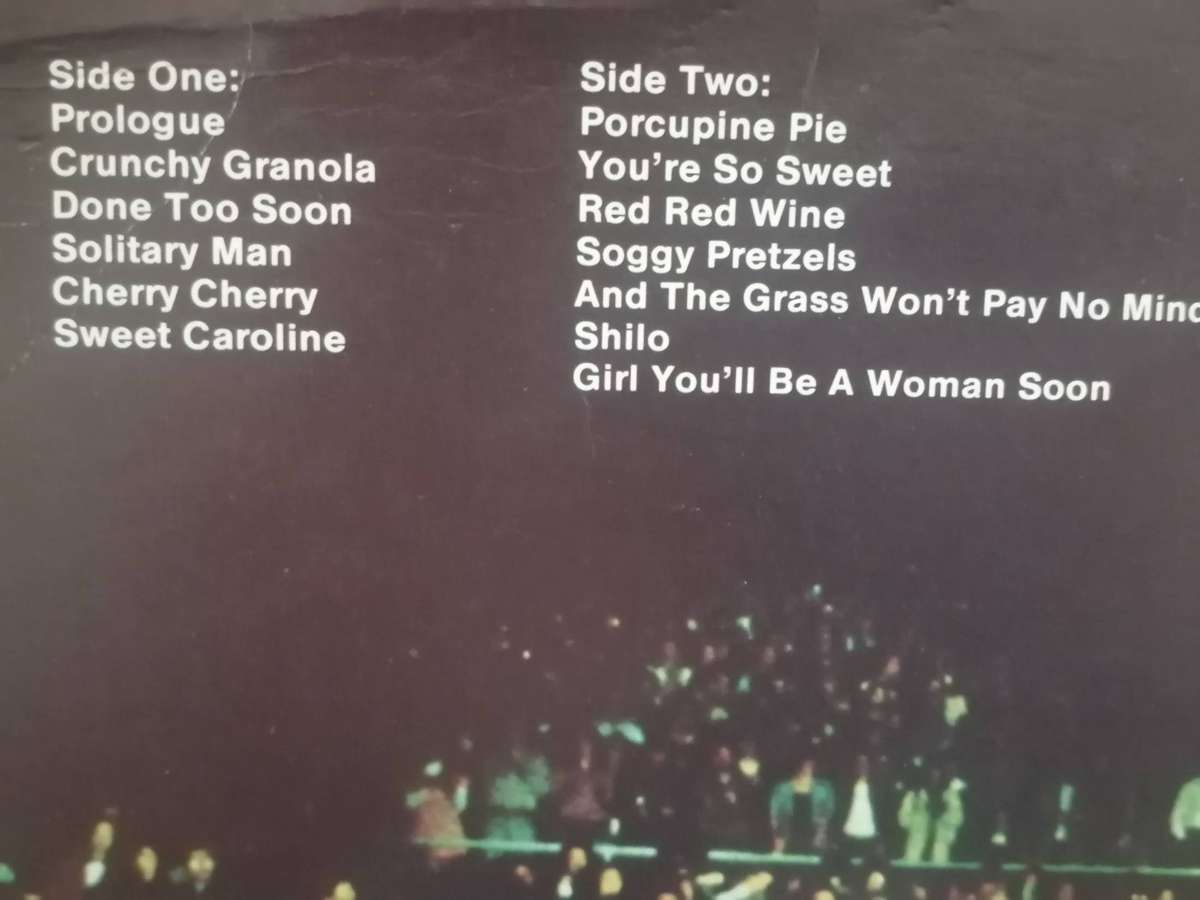 Side One:
Prologue
Crunchy Granola
Done Too Soon
Solitary Man
Cherry Cherry
Sweet Caroline
Side Two:
Porcupine Pie
You're So Sweet
Red Red Wine
Soggy Pretzels
And The Grass Won't Pay No Mind
Shilo
Girl You'll Be A Woman Soon